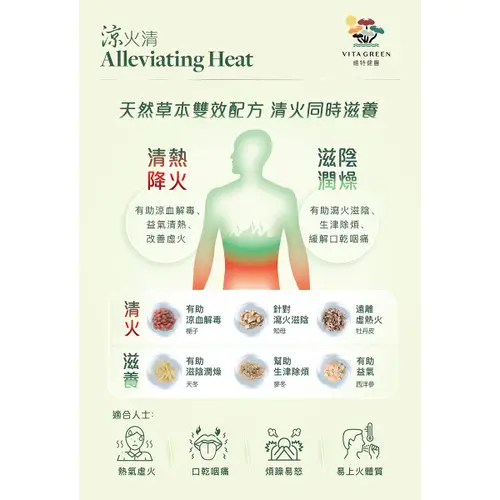 涼火清
Alleviating Heat
VITAGREEN
維特健靈
天然草本雙效配方 清火同時滋養
清熱
降火
有助涼血解毒、
益氣清熱、
改善虛火
滋陰
潤燥
有助瀉火滋陰、
生津除煩、
緩解口乾咽痛
清火
有助
涼血解毒
梔子
針對
瀉火滋陰
知母
遠離
虛熱火
牡丹皮
滋養
有助
滋陰潤燥
天冬
幫助
生津除煩
麥冬
有助
益氣
西洋參
適合人士:
熱氣虛火
口乾咽痛
煩躁易怒
易上火體質